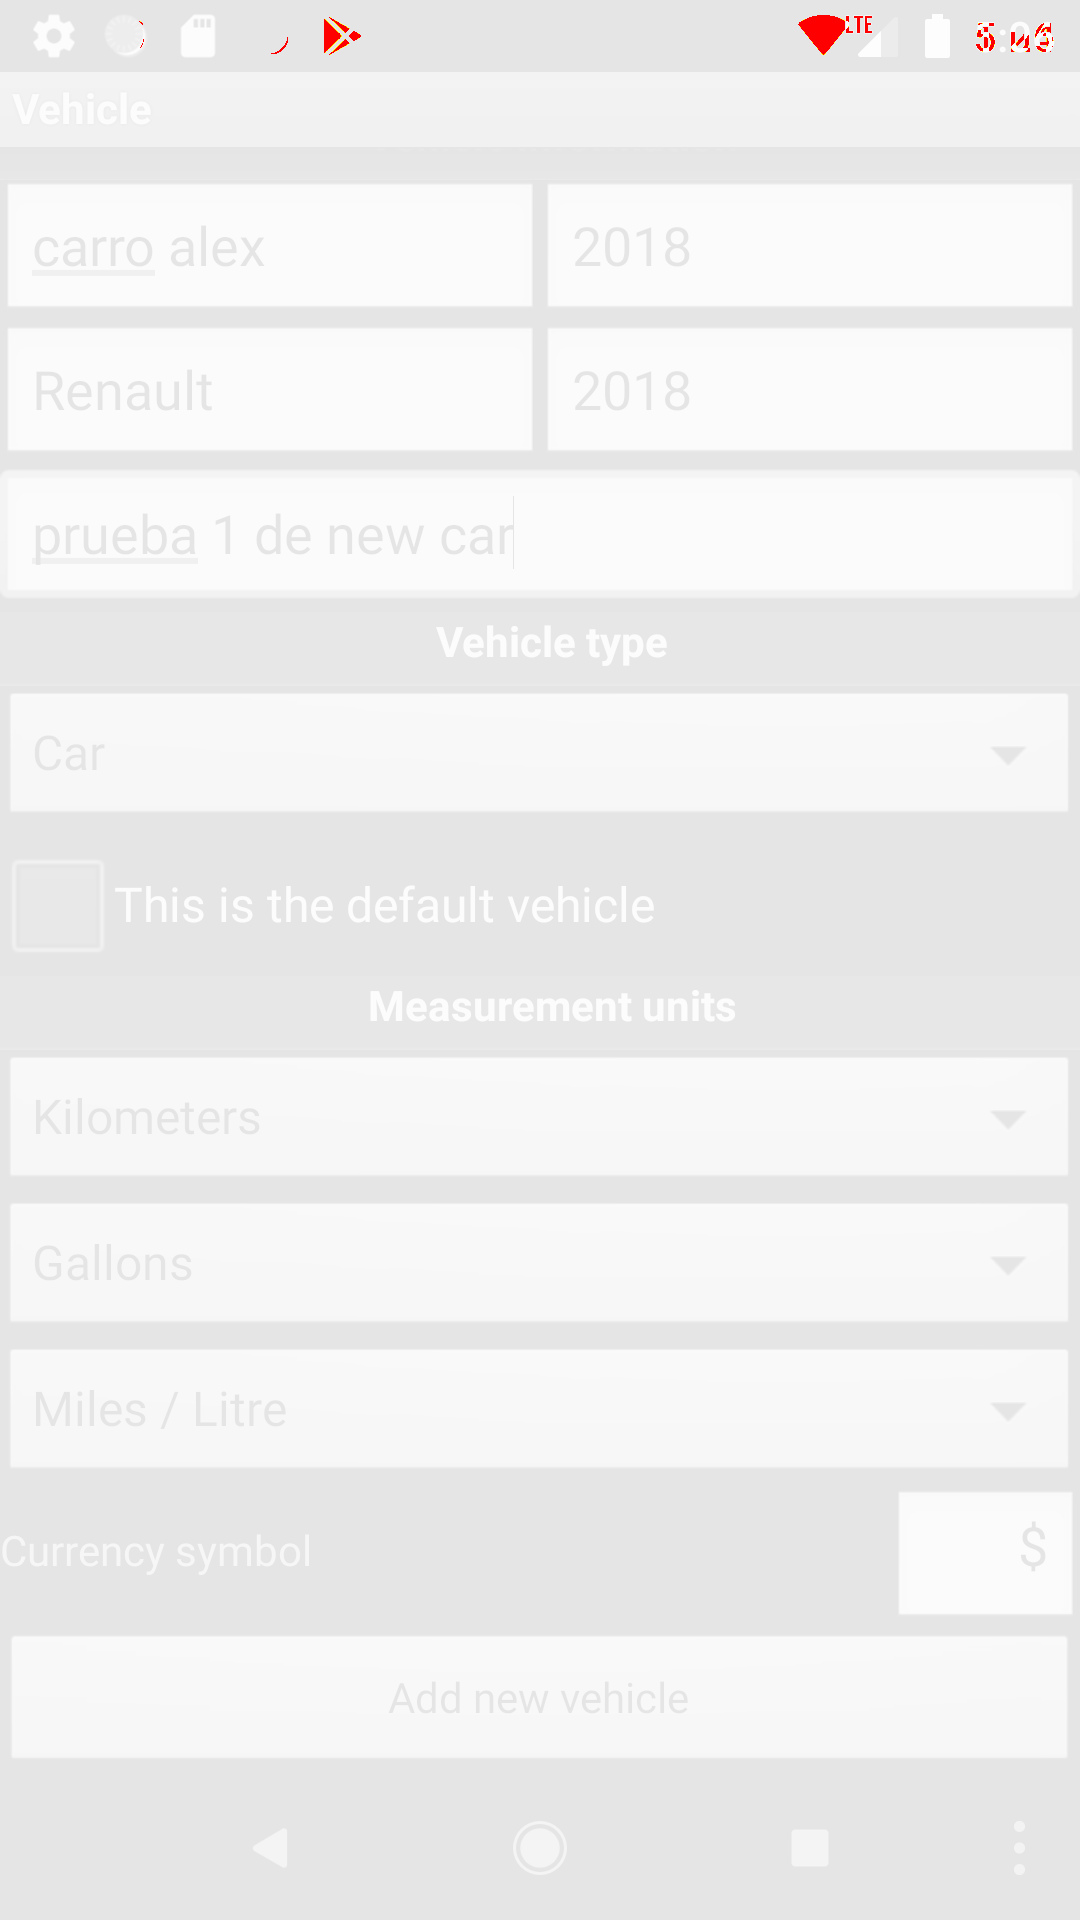 LTE
Vehicle
carro alex 2018
Renault 2018
prueba 1 de new car
Vehicle type
Car
This is the default vehicle
Measurement units
Kilometers
Gallons
Miles / Litre
Currency symbol $
Add new vehicle